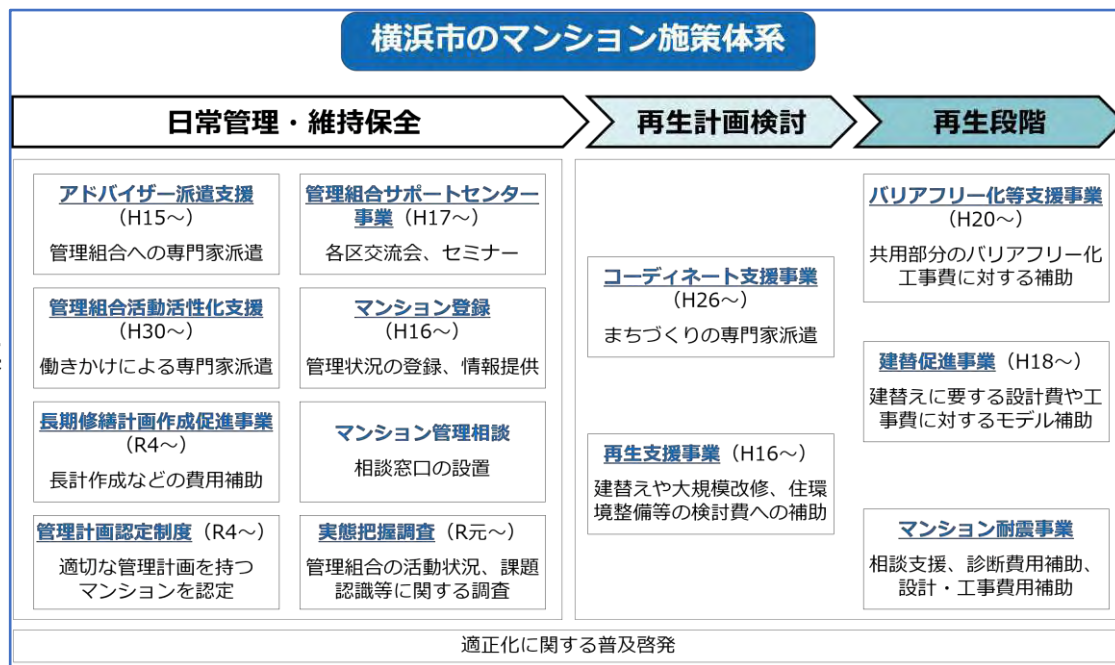 横浜市のマンション施策体系
日常管理・維持保全
再生計画検討
再生段階
アドバイザー派遣支援
(H15～)
管理組合への専門家派遣
管理組合サポートセンター
事業（H17～）
各区交流会、セミナー
管理組合活動活性化支援
(H30～)
働きかけによる専門家派遣
マンション登録
(H16～)
管理状況の登録、情報提供
長期修繕計画作成促進事業
(R4～)
長計作成などの費用補助
マンション管理相談
相談窓口の設置
管理計画認定制度（R4～）
適切な管理計画を持つ
マンションを認定
実態把握調査（R元～）
管理組合の活動状況、課題
認識等に関する調査
コーディネート支援事業
(H26～)
まちづくりの専門家派遣
再生支援事業（H16～）
建替えや大規模改修、住環
境整備等の検討費への補助
バリアフリー化等支援事業
(H20～)
共用部分のバリアフリー化
工事費に対する補助
建替促進事業（H18～）
建替えに要する設計費や工
事費に対するモデル補助
マンション耐震事業
相談支援、診断費用補助、
設計・工事費用補助
適正化に関する普及啓発